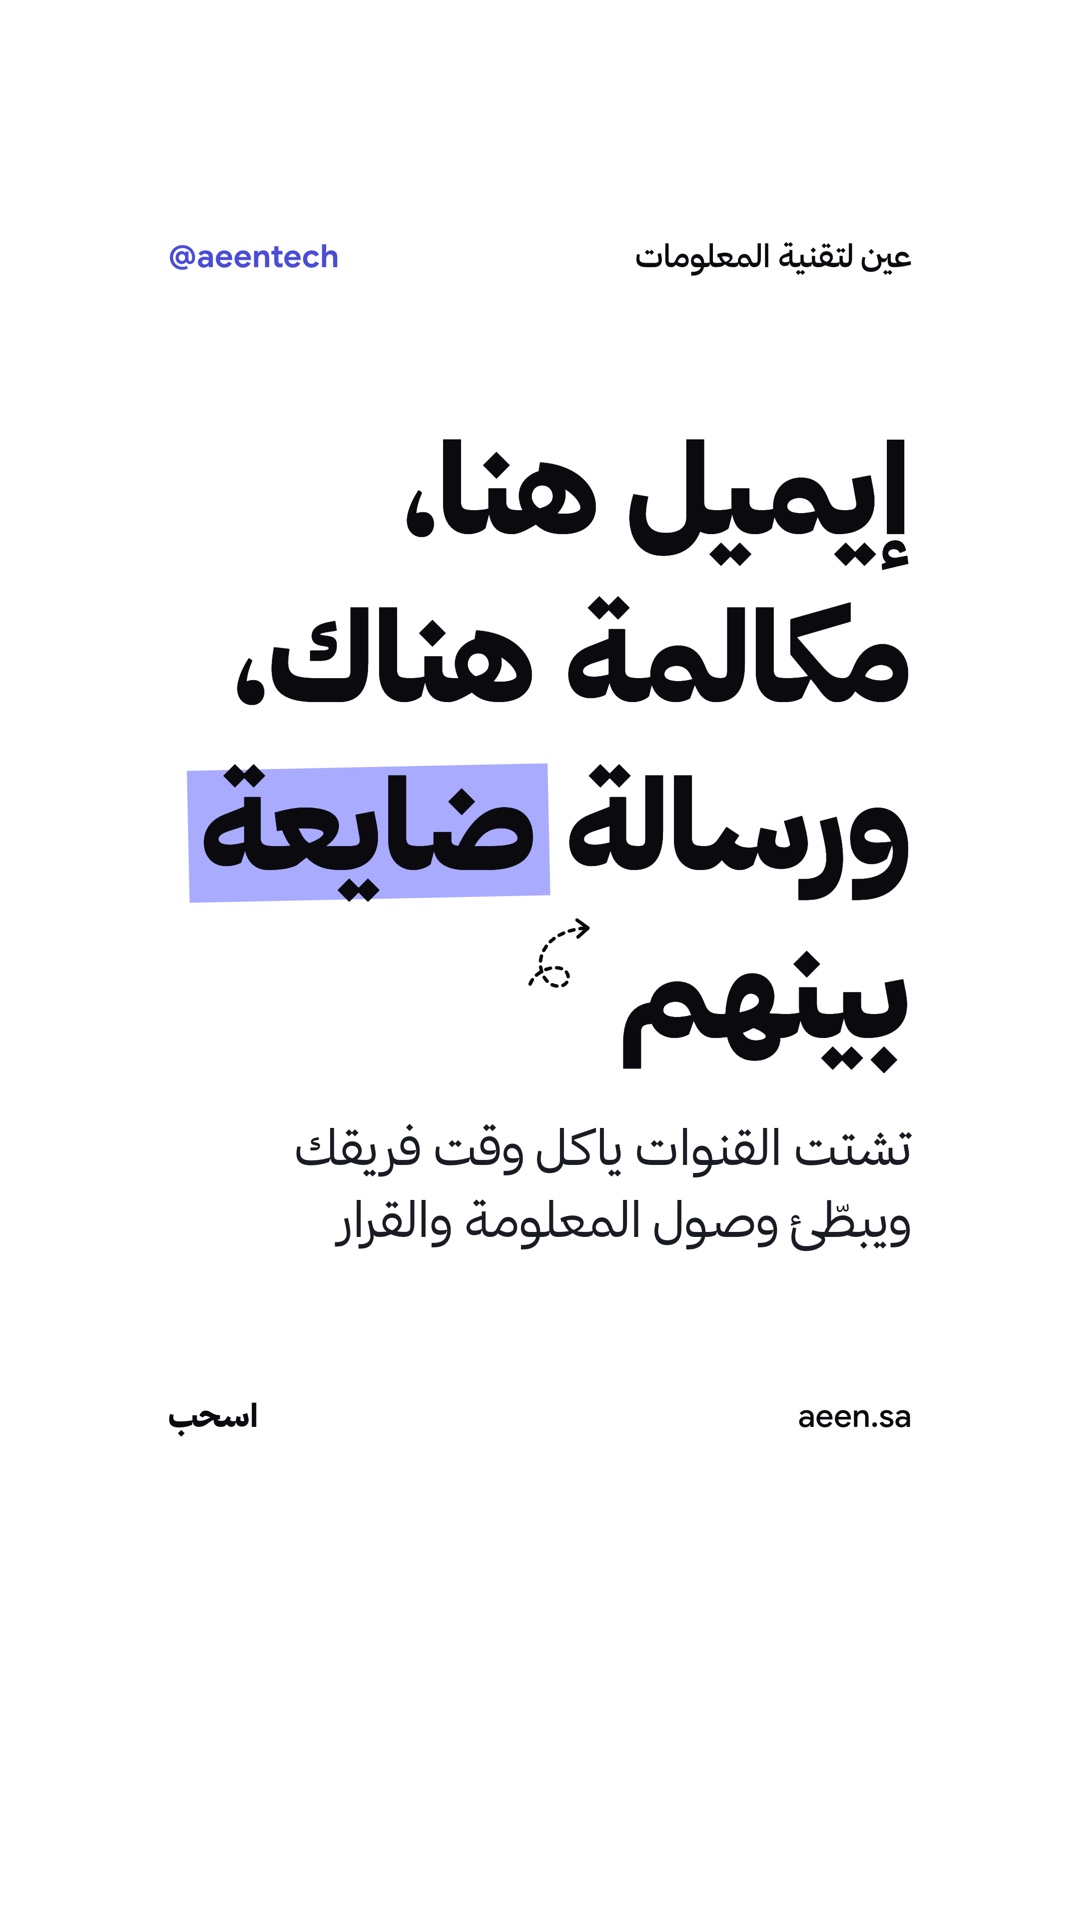 عين لتقنية المعلومات
@aeentech
إيميل هنا،
مكالمة هناك،
ورسالة ضايعة
بينهم
تشتت القنوات ياكل وقت فريقك
ويبطّئ وصول المعلومة والقرار
aeen.sa
اسحب